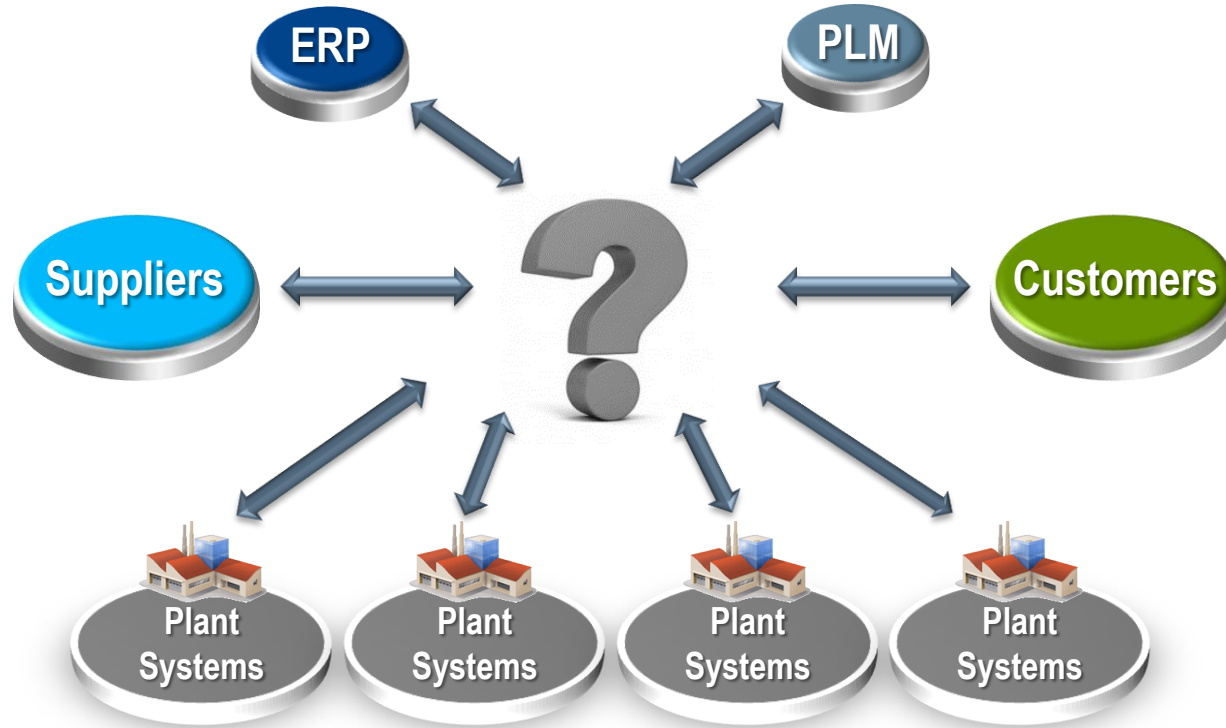 ERP
PLM
Suppliers
?
Customers
Plant
Systems
Plant
Systems
Plant
Systems
Plant
Systems